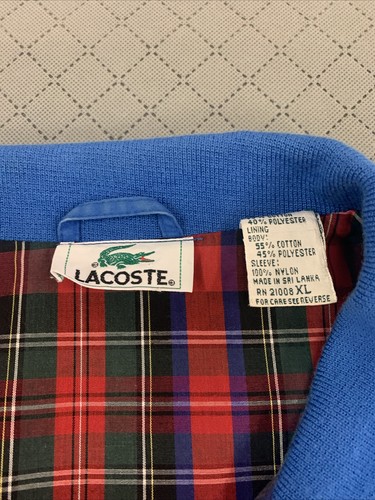 LACOSTE®
40% POLYESTER
LINING
BODY:
55% COTTON
45% POLYESTER
SLEEVE:
100% NYLON
MADE IN SRI LANKA
RN 21008 XL
FOR CARE SEE REVERSE